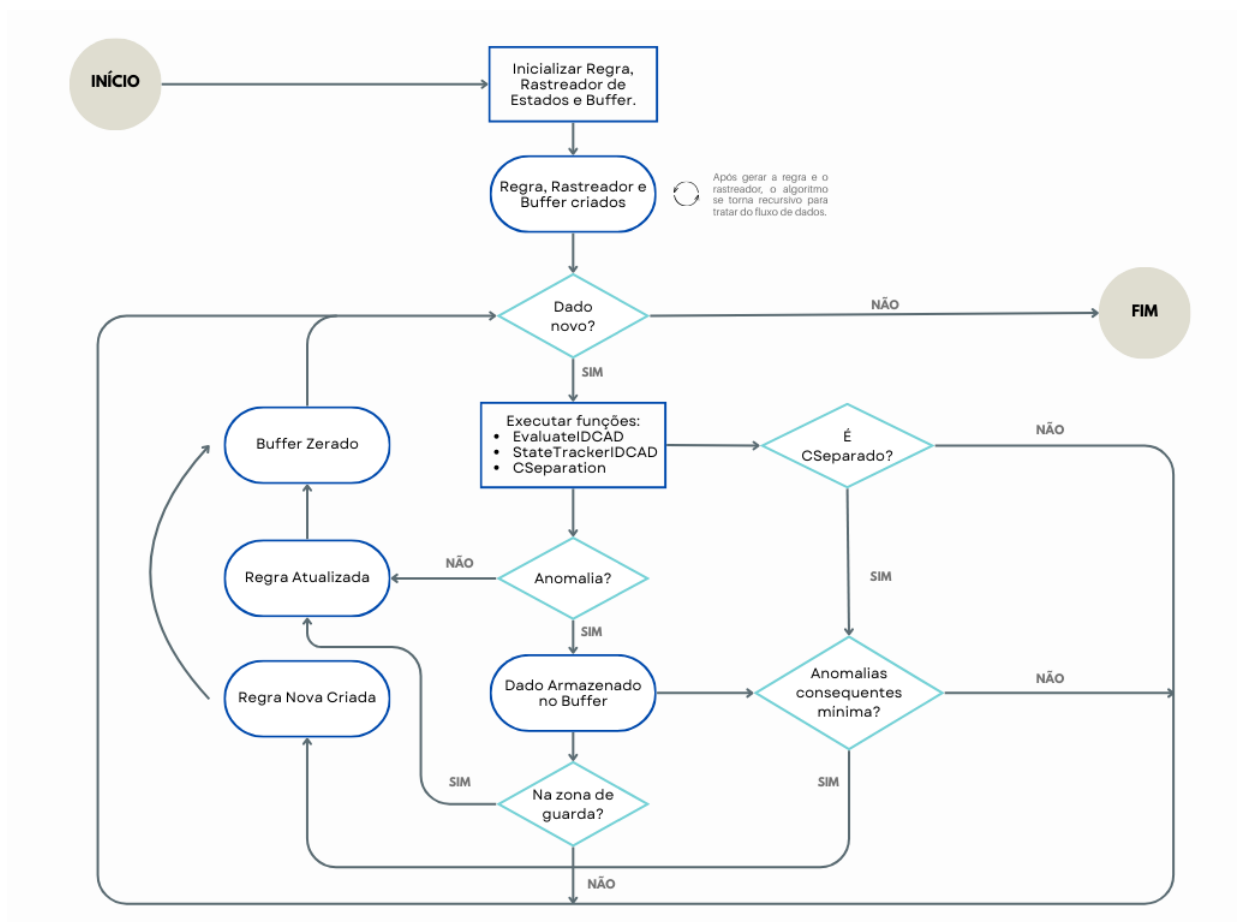 INÍCIO
Inicializar Regra,
Rastreador de
Estados e Buffer.
Regra, Rastreador e
Buffer criados
Após gerar a regra e o
rastreador, o algoritmo
se torna recursivo para
tratar do fluxo de dados.
Dado
novo?
NÃO
FIM
SIM
Buffer Zerado
Executar funções:
• EvaluateIDCAD
• StateTrackerIDCAD
• CSeparation
É
CSeparado?
NÃO
Regra Atualizada
NÃO
Anomalia?
SIM
SIM
Regra Nova Criada
Dado Armazenado
no Buffer
Anomalias
consequentes
mínima?
NÃO
SIM
Na zona de
guarda?
SIM
NÃO